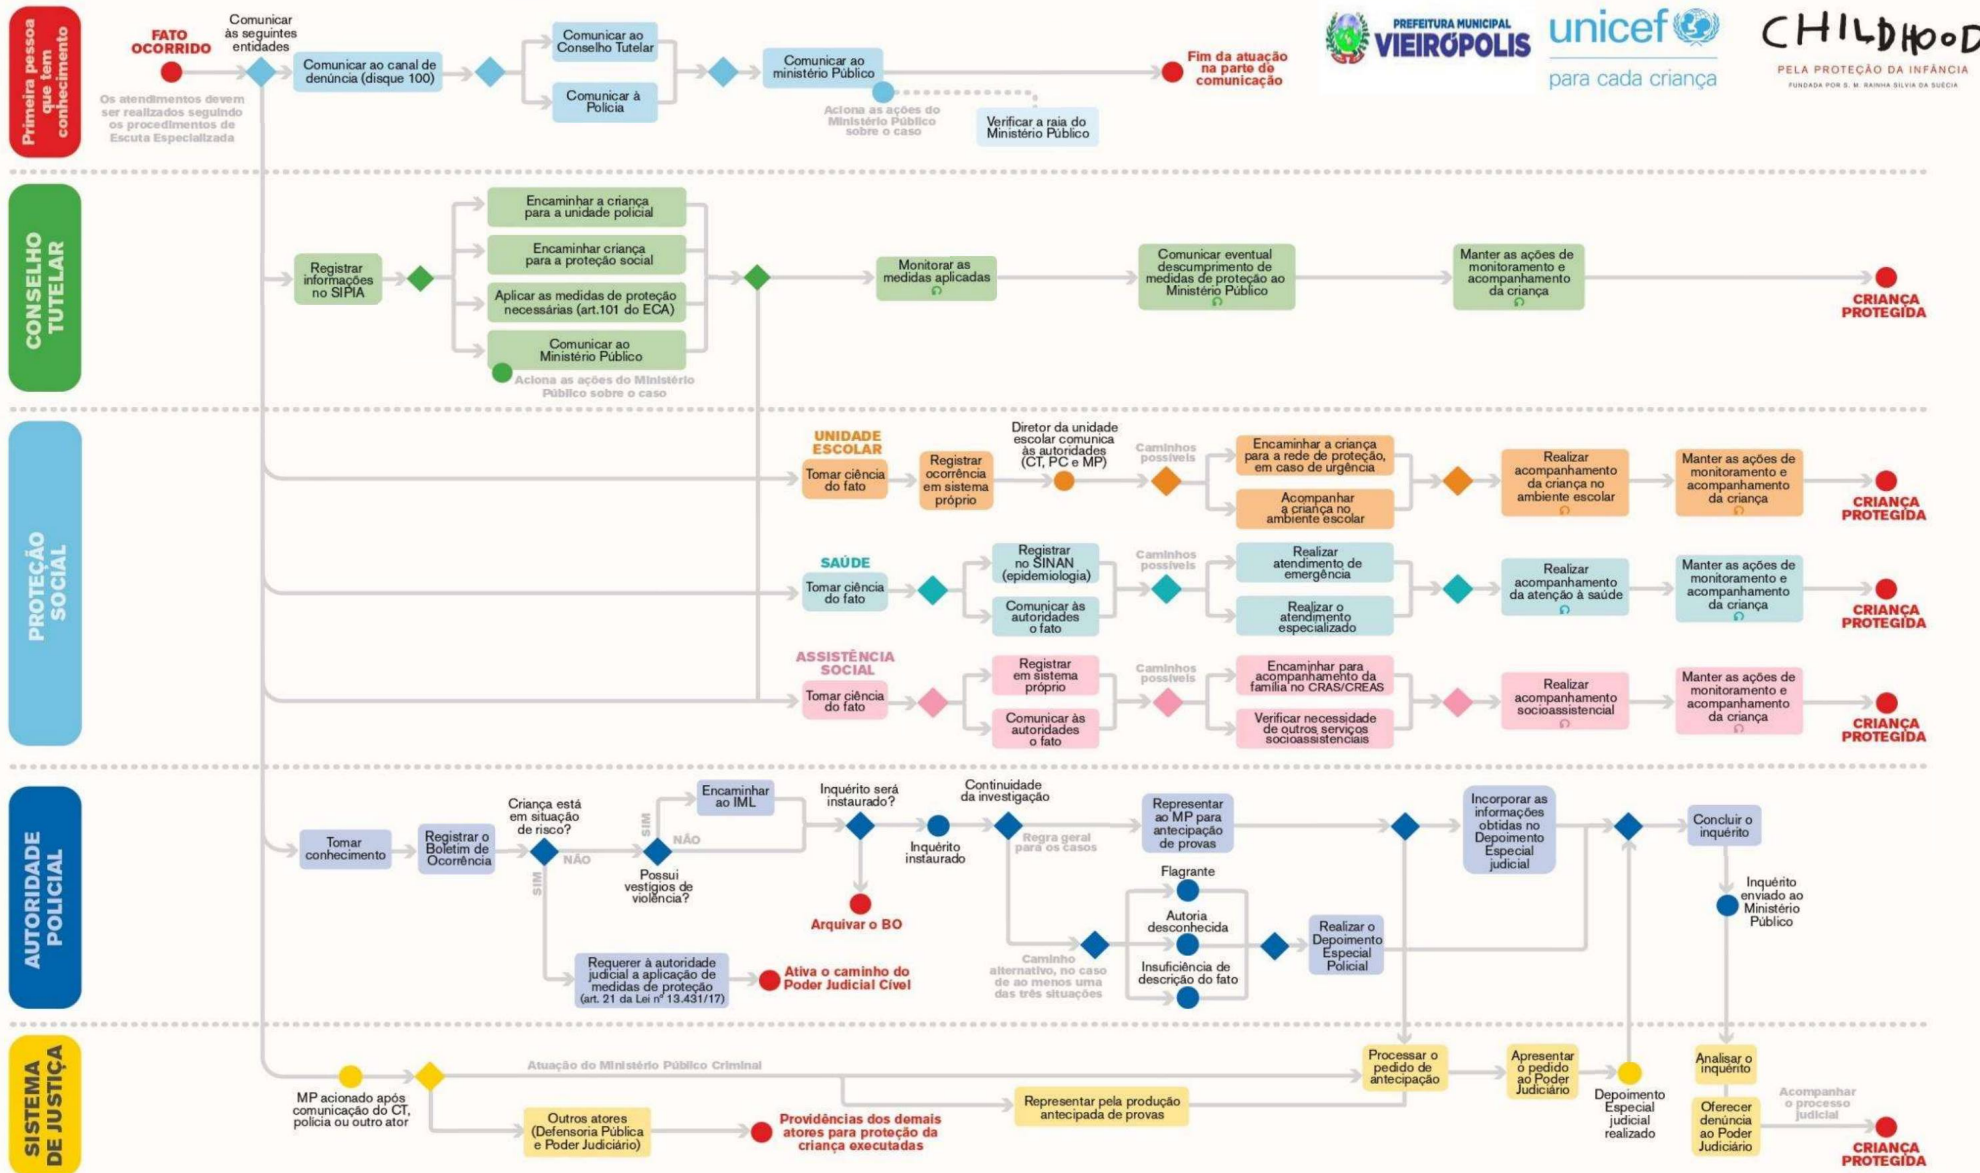 Primeira pessoa
que tem
conhecimento
FATO
OCORRIDO
Os atendimentos devem
ser realizados seguindo
os procedimentos de
Escuta Especializada
Comunicar
às seguintes
entidades
Comunicar ao canal de
denúncia (disque 100)
Comunicar ao
Conselho Tutelar
Comunicar à
Polícia
Comunicar ao
ministério Público
Aciona as ações do
Ministério Público
sobre o caso
Verificar a raia do
Ministério Público
Fim da atuação
na parte de
comunicação
PREFEITURA MUNICIPAL
VIEIRÓPOLIS
unicef
para cada criança
CHILDHOOD
PELA PROTEÇÃO DA INFÂNCIA
FUNDADA POR S. M. RAINHA SILVIA DA SUÉCIA
CONSELHO
TUTELAR
Registrar
informações
no SIPIA
Encaminhar a criança
para a unidade policial
Encaminhar criança
para a proteção social
Aplicar as medidas de proteção
necessárias (art.101 do ECA)
Comunicar ao
Ministério Público
Aciona as ações do Ministério
Público sobre o caso
Monitorar as
medidas aplicadas
Comunicar eventual
descumprimento de
medidas de proteção ao
Ministério Público
Manter as ações de
monitoramento e
acompanhamento
da criança
CRIANÇA
PROTEGIDA
PROTEÇÃO
SOCIAL
UNIDADE
ESCOLAR
Tomar ciência
do fato
Registrar
ocorrência
em sistema
próprio
Diretor da unidade
escolar comunica
às autoridades
(CT, PC e MP)
Caminhos
possíveis
Encaminhar a criança
para a rede de proteção,
em caso de urgência
Acompanhar
a criança no
ambiente escolar
Realizar
acompanhamento
da criança no
ambiente escolar
Manter as ações de
monitoramento e
acompanhamento
da criança
CRIANÇA
PROTEGIDA
SAÚDE
Tomar ciência
do fato
Registrar
no SINAN
(epidemiologia)
Comunicar às
autoridades
o fato
Caminhos
possíveis
Realizar
atendimento de
emergência
Realizar o
atendimento
especializado
Realizar
acompanhamento
da atenção à saúde
Manter as ações de
monitoramento e
acompanhamento
da criança
CRIANÇA
PROTEGIDA
ASSISTÊNCIA
SOCIAL
Tomar ciência
do fato
Registrar
em sistema
próprio
Comunicar às
autoridades
o fato
Caminhos
possíveis
Encaminhar para
acompanhamento da
família no CRAS/CREAS
Verificar necessidade
de outros serviços
socioassistenciais
Realizar
acompanhamento
socioassistencial
Manter as ações de
monitoramento e
acompanhamento
da criança
CRIANÇA
PROTEGIDA
AUTORIDADE
POLICIAL
Tomar
conhecimento
Registrar o
Boletim de
Ocorrência
Criança está
em situação
de risco?
NÃO
SIM
Requerer à autoridade
judicial a aplicação de
medidas de proteção
(art. 21 da Lei nº 13.431/17)
Ativa o caminho do
Poder Judicial Cível
Possui
vestígios de
violência?
SIM
NÃO
Encaminhar
ao IML
Inquérito será
instaurado?
Arquivar o BO
Inquérito
instaurado
Continuidade
da investigação
Regra geral
para os casos
Caminho
alternativo, no caso
de ao menos uma
das três situações
Representar
ao MP para
antecipação
de provas
Flagrante
Autoria
desconhecida
Insuficiência de
descrição do fato
Realizar o
Depoimento
Especial
Policial
Incorporar as
informações
obtidas no
Depoimento
Especial
judicial
Concluir o
inquérito
Inquérito
enviado ao
Ministério
Público
SISTEMA
DE JUSTIÇA
MP acionado após
comunicação do CT,
polícia ou outro ator
Atuação do Ministério Público Criminal
Outros atores
(Defensoria Pública
e Poder Judiciário)
Providências dos demais
atores para proteção da
criança executadas
Representar pela produção
antecipada de provas
Processar o
pedido de
antecipação
Apresentar
o pedido
ao Poder
Judiciário
Depoimento
Especial
judicial
realizado
Analisar o
inquérito
Oferecer
denúncia
ao Poder
Judiciário
Acompanhar
o processo
judicial
CRIANÇA
PROTEGIDA